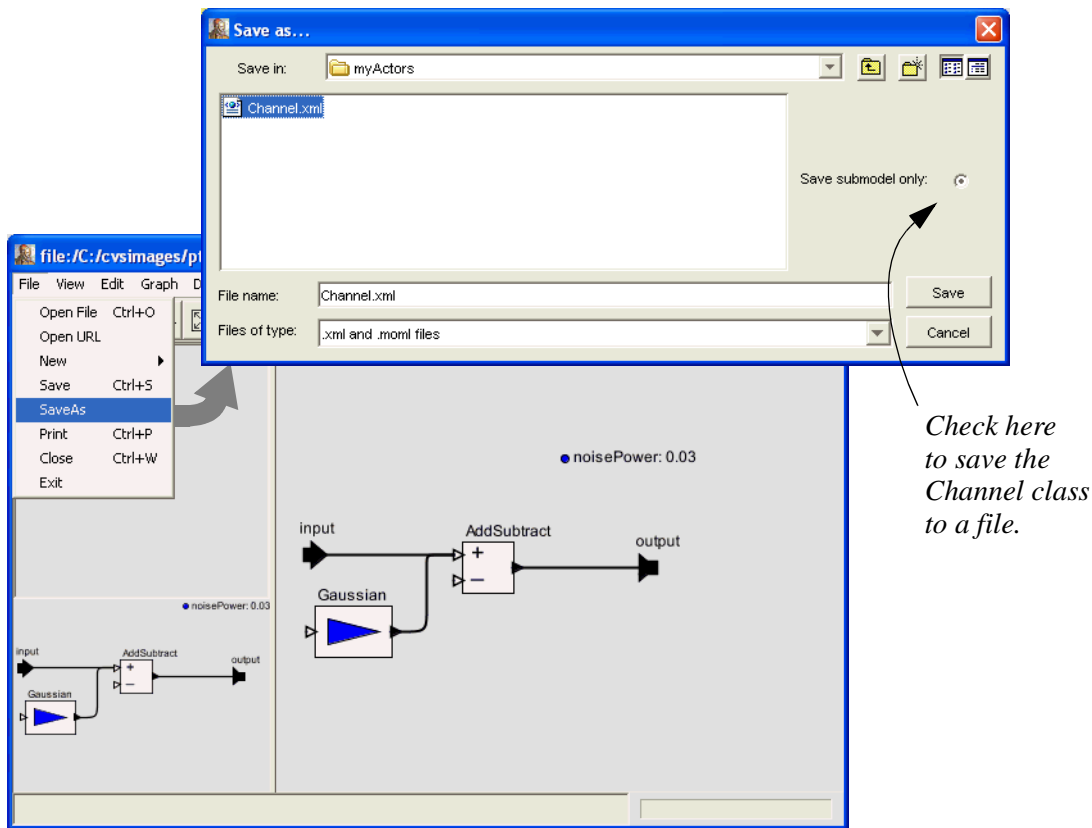 Save as...
Save in:
myActors
Channel.xml
Save submodel only:
File name:
Channel.xml
Save
Files of type:
.xml and .moml files
Cancel
file:/C:/cvsimages/pt
File View Edit Graph D
Open File Ctrl+O
Open URL
New
Save Ctrl+S
SaveAs
Print Ctrl+P
Close Ctrl+W
Exit
Check here
to save the
Channel class
to a file.
noisePower: 0.03
input
AddSubtract
output
+
−
Gaussian
noisePower: 0.03
input
AddSubtract
output
+
−
Gaussian